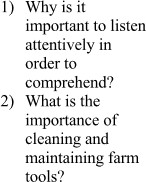 1) Why is it
important to listen
attentively in
order to
comprehend?
2) What is the
importance of
cleaning and
maintaining farm
tools?